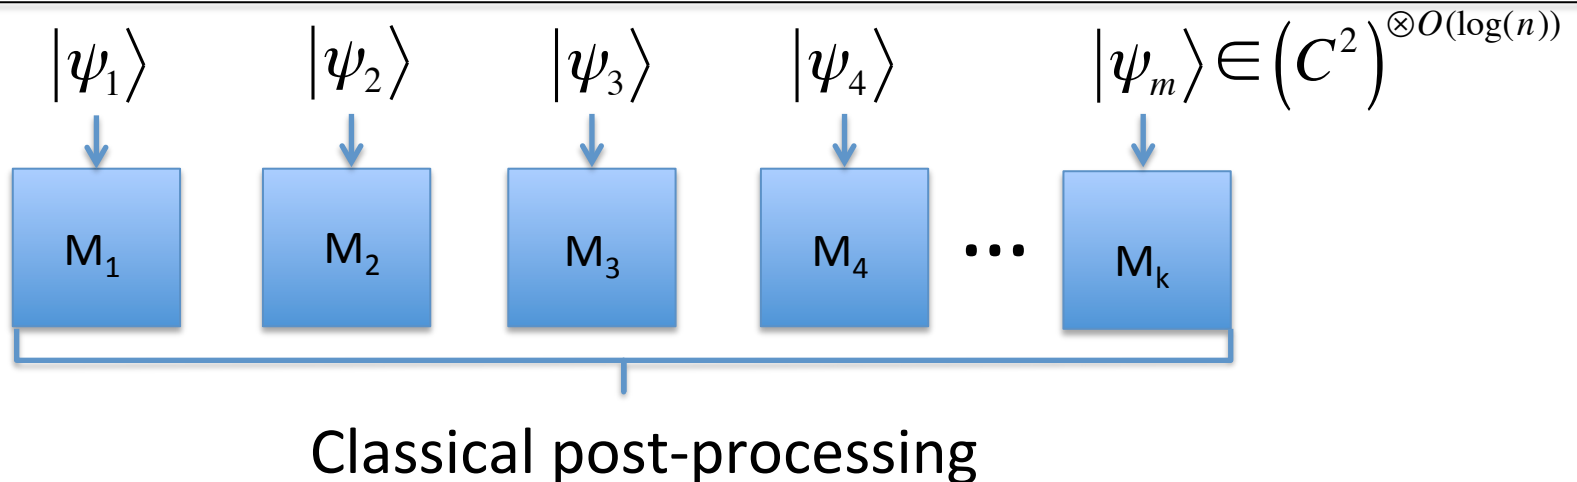 |ψ₁⟩ |ψ₂⟩ |ψ₃⟩ |ψ₄⟩ |ψₘ⟩ ∈ (C²)^{⊗O(log(n))}
M₁ M₂ M₃ M₄ ... Mₖ
Classical post-processing